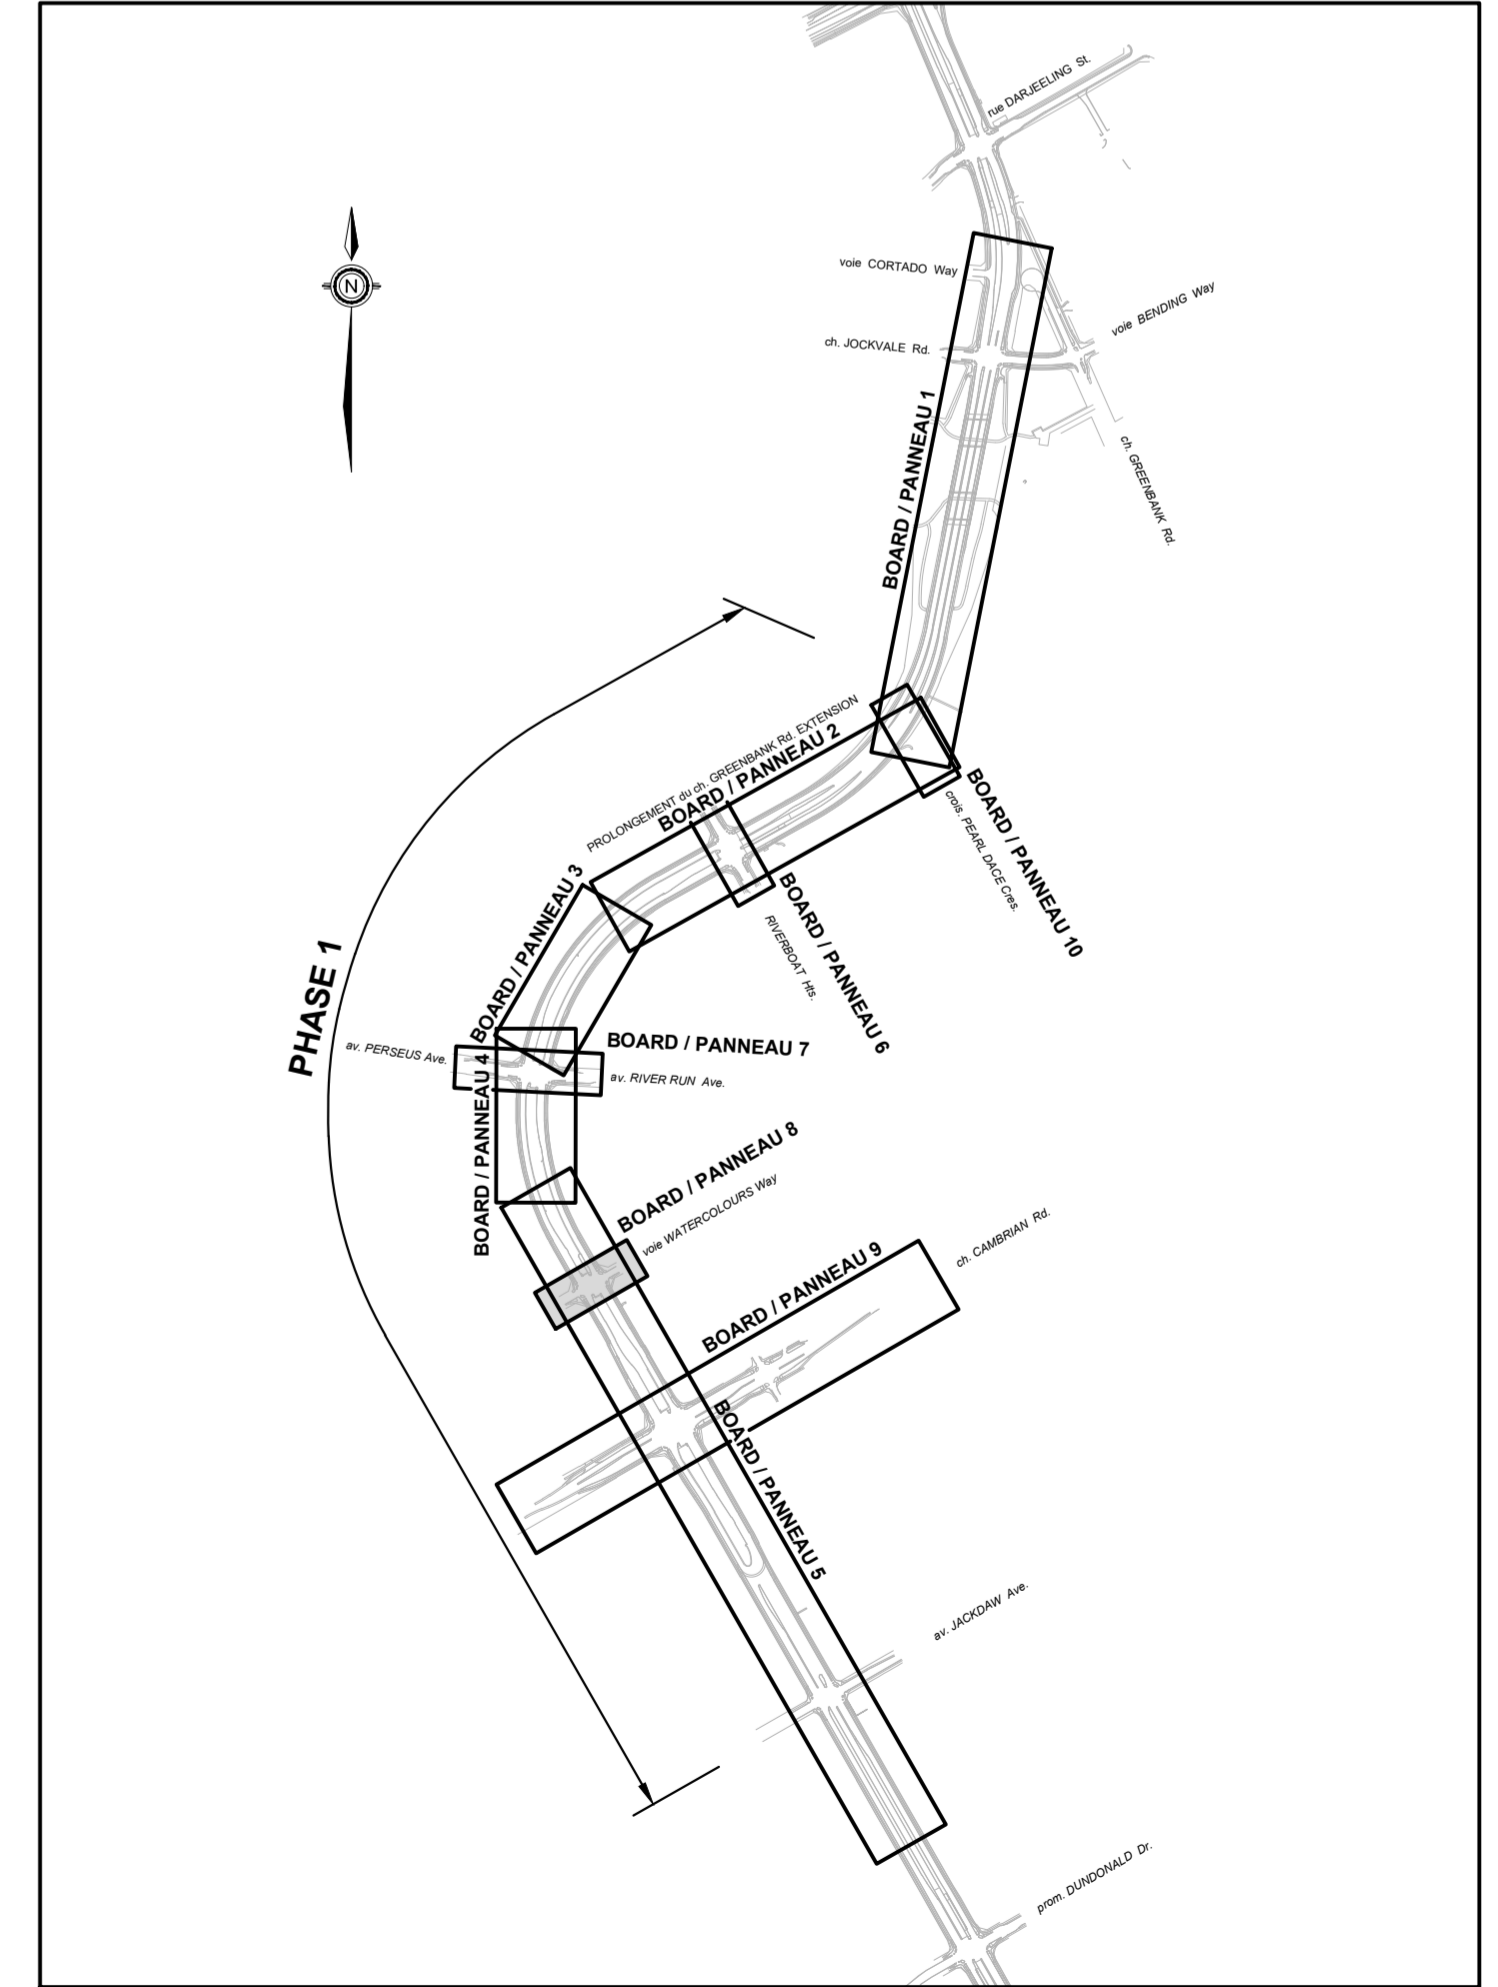 rue DARJEELING St.
N
voie CORTADO Way
voie BENDING Way
ch. JOCKVALE Rd.
BOARD / PANNEAU 1
ch. GREENBANK Rd.
PROLONGEMENT du ch. GREENBANK Rd. EXTENSION
BOARD / PANNEAU 2
BOARD / PANNEAU 10
crois. PEARL DACE Cres.
BOARD / PANNEAU 3
BOARD / PANNEAU 6
RIVERBOAT Hts.
PHASE 1
av. PERSEUS Ave.
BOARD / PANNEAU 7
av. RIVER RUN Ave.
BOARD / PANNEAU 4
BOARD / PANNEAU 8
voie WATERCOLOURS Way
BOARD / PANNEAU 9
ch. CAMBRIAN Rd.
BOARD / PANNEAU 5
av. JACKDAW Ave.
prom. DUNDONALD Dr.